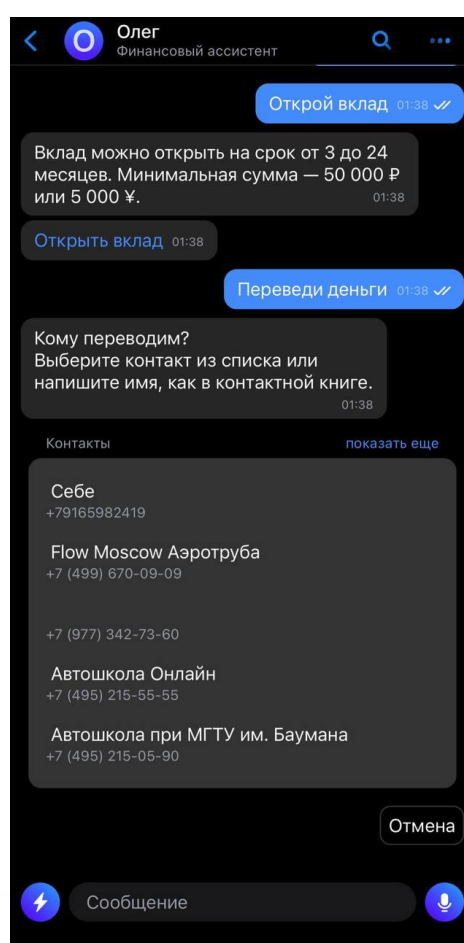 Олег
Финансовый ассистент
Открой вклад 01:38
Вклад можно открыть на срок от 3 до 24
месяцев. Минимальная сумма — 50 000 ₽
или 5 000 ¥. 01:38
Открыть вклад 01:38
Переведи деньги 01:38
Кому переводим?
Выберите контакт из списка или
напишите имя, как в контактной книге.
01:38
Контакты показать еще
Себе
+79165982419
Flow Moscow Аэротруба
+7 (499) 670-09-09
+7 (977) 342-73-60
Автошкола Онлайн
+7 (495) 215-55-55
Автошкола при МГТУ им. Баумана
+7 (495) 215-05-90
Отмена
Сообщение